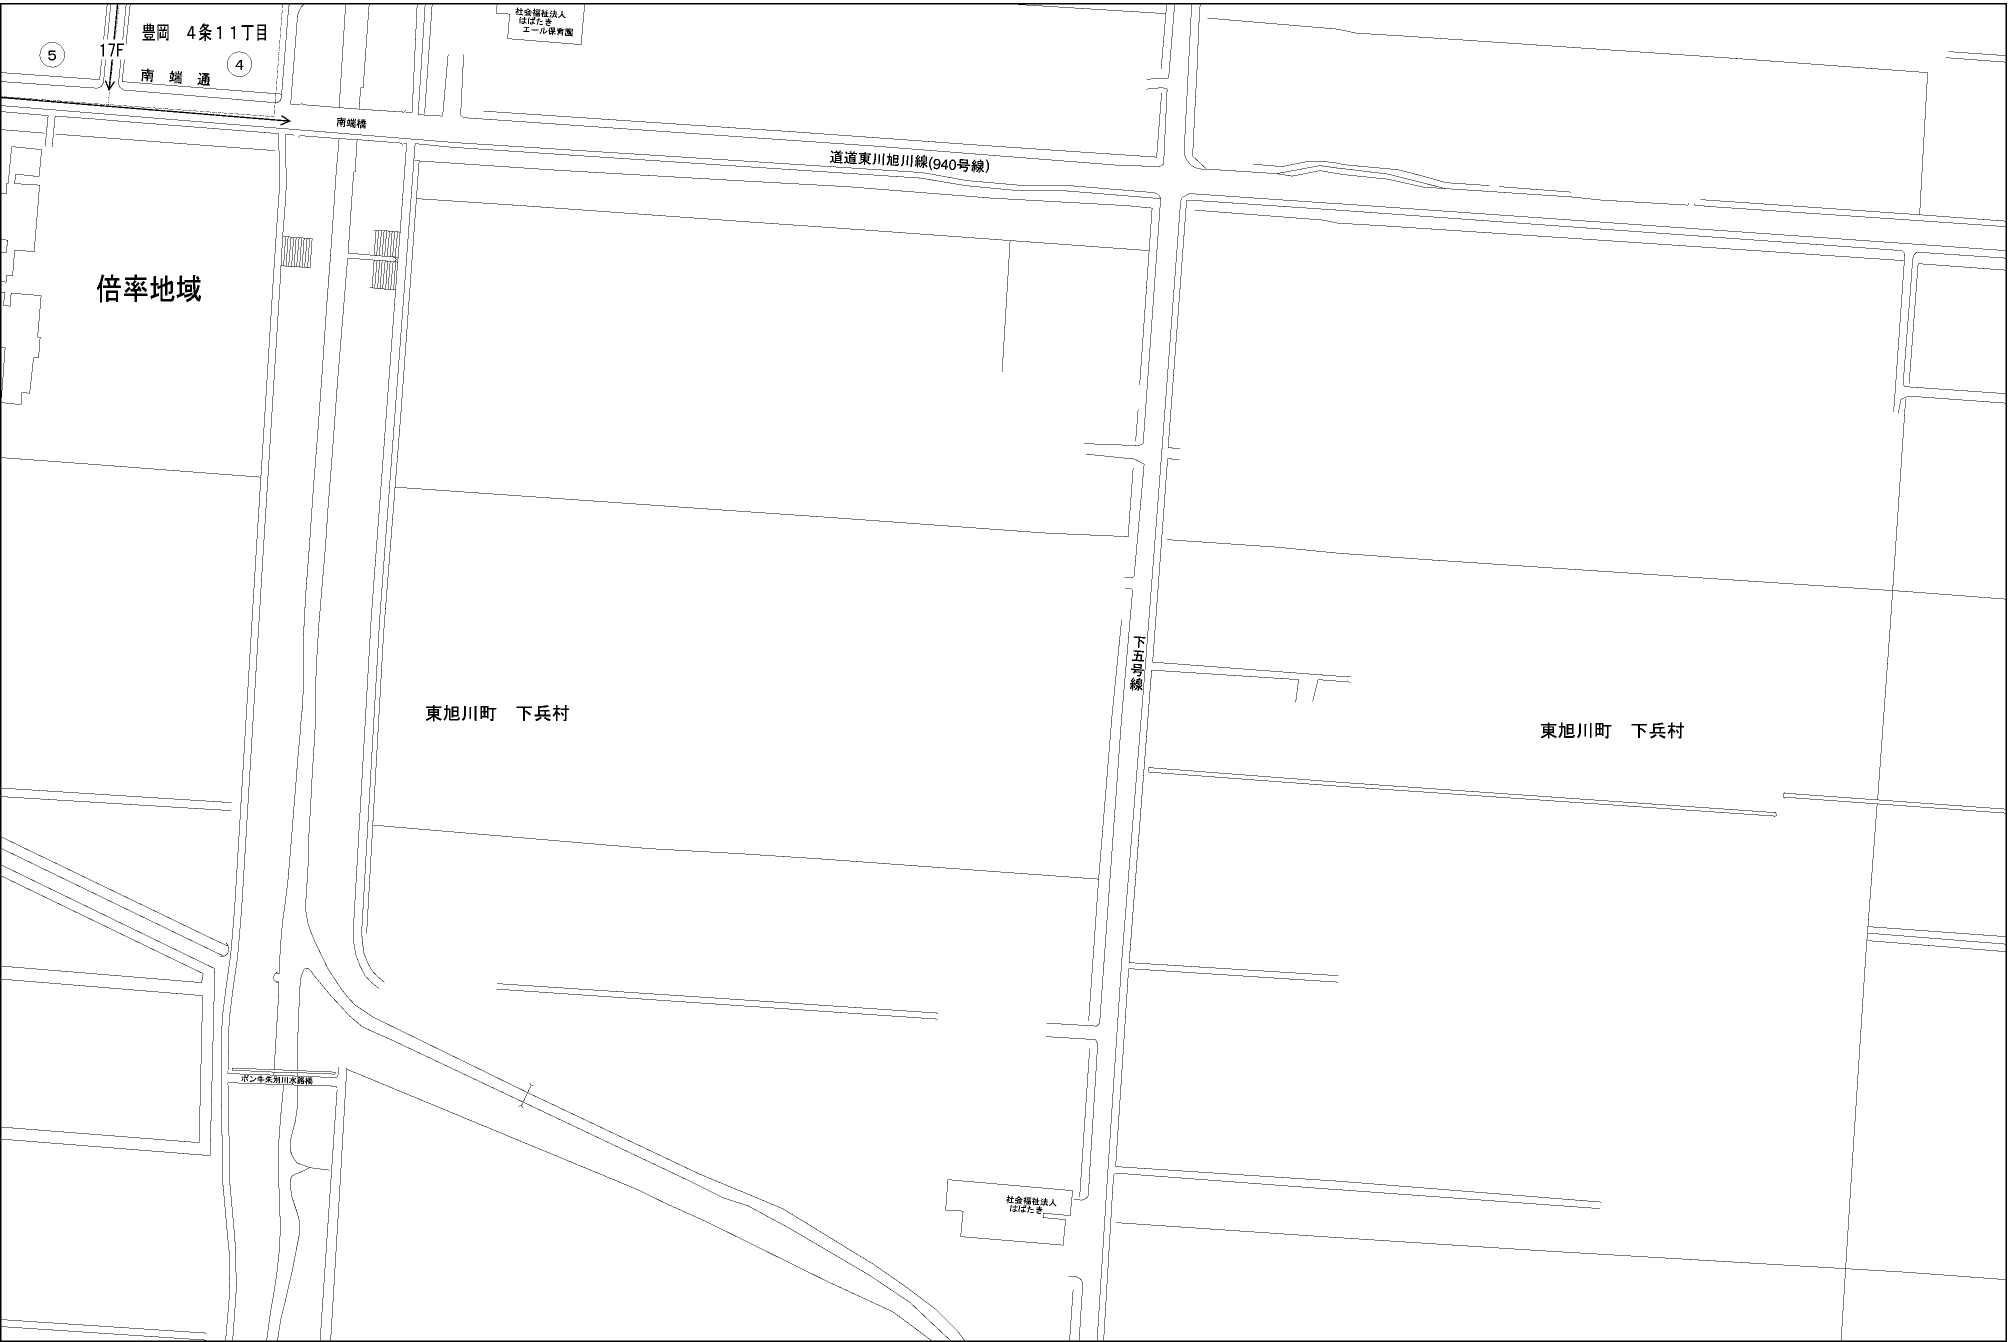 社会福祉法人
はばたき
エール保育園
豊岡　4条11丁目
⑤
17F
④
南端通
南端橋
道道東川旭川線(940号線)
倍率地域
下五号線
東旭川町　下兵村
東旭川町　下兵村
ポン牛朱別川水路橋
社会福祉法人
はばたき